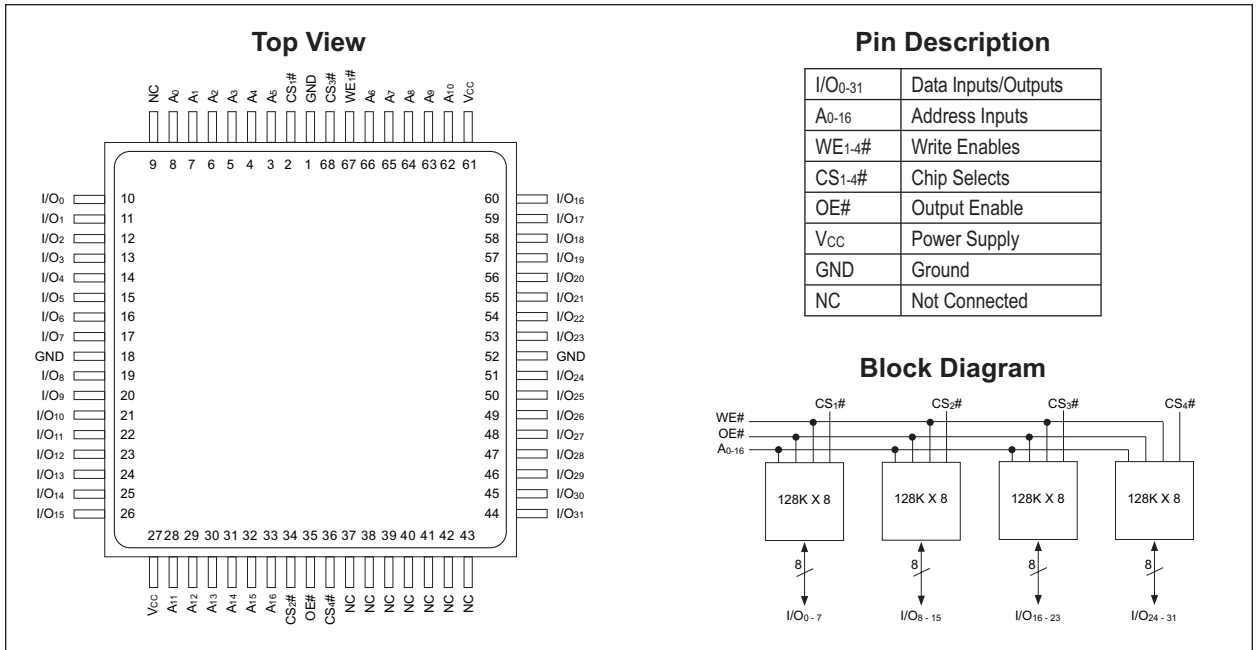 Top View
NC A0 A1 A2 A3 A4 A5 CS1# GND CS3# WE1# A6 A7 A8 A9 A10 VCC
9 8 7 6 5 4 3 2 1 68 67 66 65 64 63 62 61
I/O0 10 60 I/O16
I/O1 11 59 I/O17
I/O2 12 58 I/O18
I/O3 13 57 I/O19
I/O4 14 56 I/O20
I/O5 15 55 I/O21
I/O6 16 54 I/O22
I/O7 17 53 I/O23
GND 18 52 GND
I/O8 19 51 I/O24
I/O9 20 50 I/O25
I/O10 21 49 I/O26
I/O11 22 48 I/O27
I/O12 23 47 I/O28
I/O13 24 46 I/O29
I/O14 25 45 I/O30
I/O15 26 44 I/O31
27 28 29 30 31 32 33 34 35 36 37 38 39 40 41 42 43
VCC A11 A12 A13 A14 A15 A16 CS2# OE# CS4# NC NC NC NC NC NC NC
Pin Description
I/O0-31 Data Inputs/Outputs
A0-16 Address Inputs
WE1-4# Write Enables
CS1-4# Chip Selects
OE# Output Enable
VCC Power Supply
GND Ground
NC Not Connected
Block Diagram
CS1# CS2# CS3# CS4#
WE#
OE#
A0-16
128K X 8 128K X 8 128K X 8 128K X 8
8 8 8 8
I/O0 - 7 I/O8 - 15 I/O16 - 23 I/O24 - 31